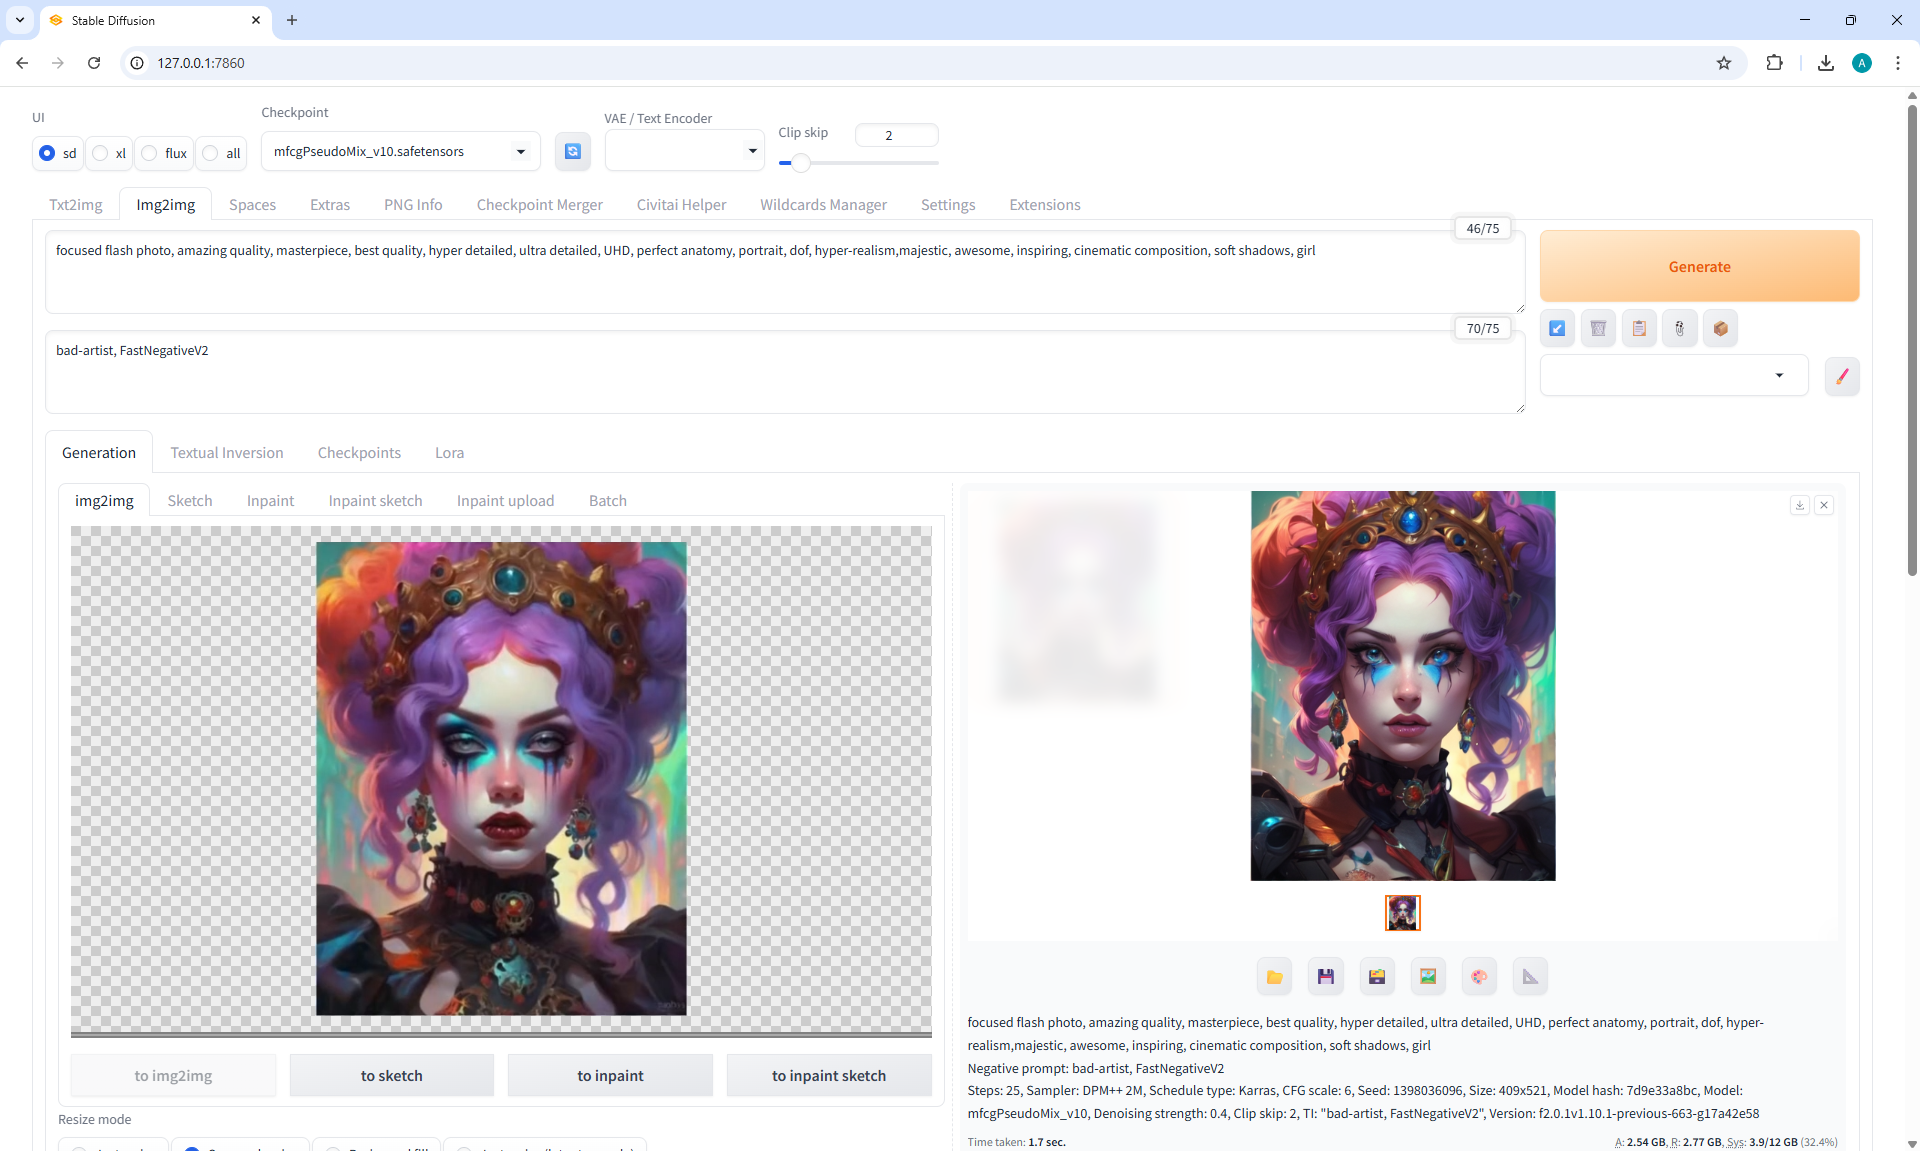 Stable Diffusion
127.0.0.1:7860
A
UI
Checkpoint
VAE / Text Encoder
Clip skip
2
sd
xl
flux
all
mfcgPseudoMix_v10.safetensors
Txt2img
Img2img
Spaces
Extras
PNG Info
Checkpoint Merger
Civitai Helper
Wildcards Manager
Settings
Extensions
46/75
focused flash photo, amazing quality, masterpiece, best quality, hyper detailed, ultra detailed, UHD, perfect anatomy, portrait, dof, hyper-realism,majestic, awesome, inspiring, cinematic composition, soft shadows, girl
Generate
70/75
bad-artist, FastNegativeV2
Generation
Textual Inversion
Checkpoints
Lora
img2img
Sketch
Inpaint
Inpaint sketch
Inpaint upload
Batch
to img2img
to sketch
to inpaint
to inpaint sketch
Resize mode
focused flash photo, amazing quality, masterpiece, best quality, hyper detailed, ultra detailed, UHD, perfect anatomy, portrait, dof, hyper-
realism,majestic, awesome, inspiring, cinematic composition, soft shadows, girl
Negative prompt: bad-artist, FastNegativeV2
Steps: 25, Sampler: DPM++ 2M, Schedule type: Karras, CFG scale: 6, Seed: 1398036096, Size: 409x521, Model hash: 7d9e33a8bc, Model:
mfcgPseudoMix_v10, Denoising strength: 0.4, Clip skip: 2, TI: "bad-artist, FastNegativeV2", Version: f2.0.1v1.10.1-previous-663-g17a42e58
Time taken: 1.7 sec.
A: 2.54 GB, R: 2.77 GB, Sys: 3.9/12 GB (32.4%)